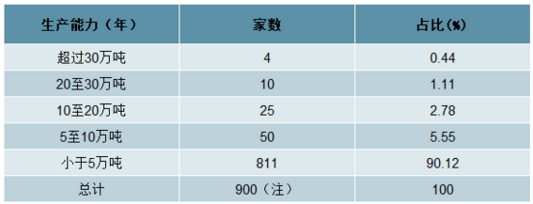 生产能力（年） 家数 占比(%)
超过30万吨 4 0.44
20至30万吨 10 1.11
10至20万吨 25 2.78
5至10万吨 50 5.55
小于5万吨 811 90.12
总计 900（注） 100